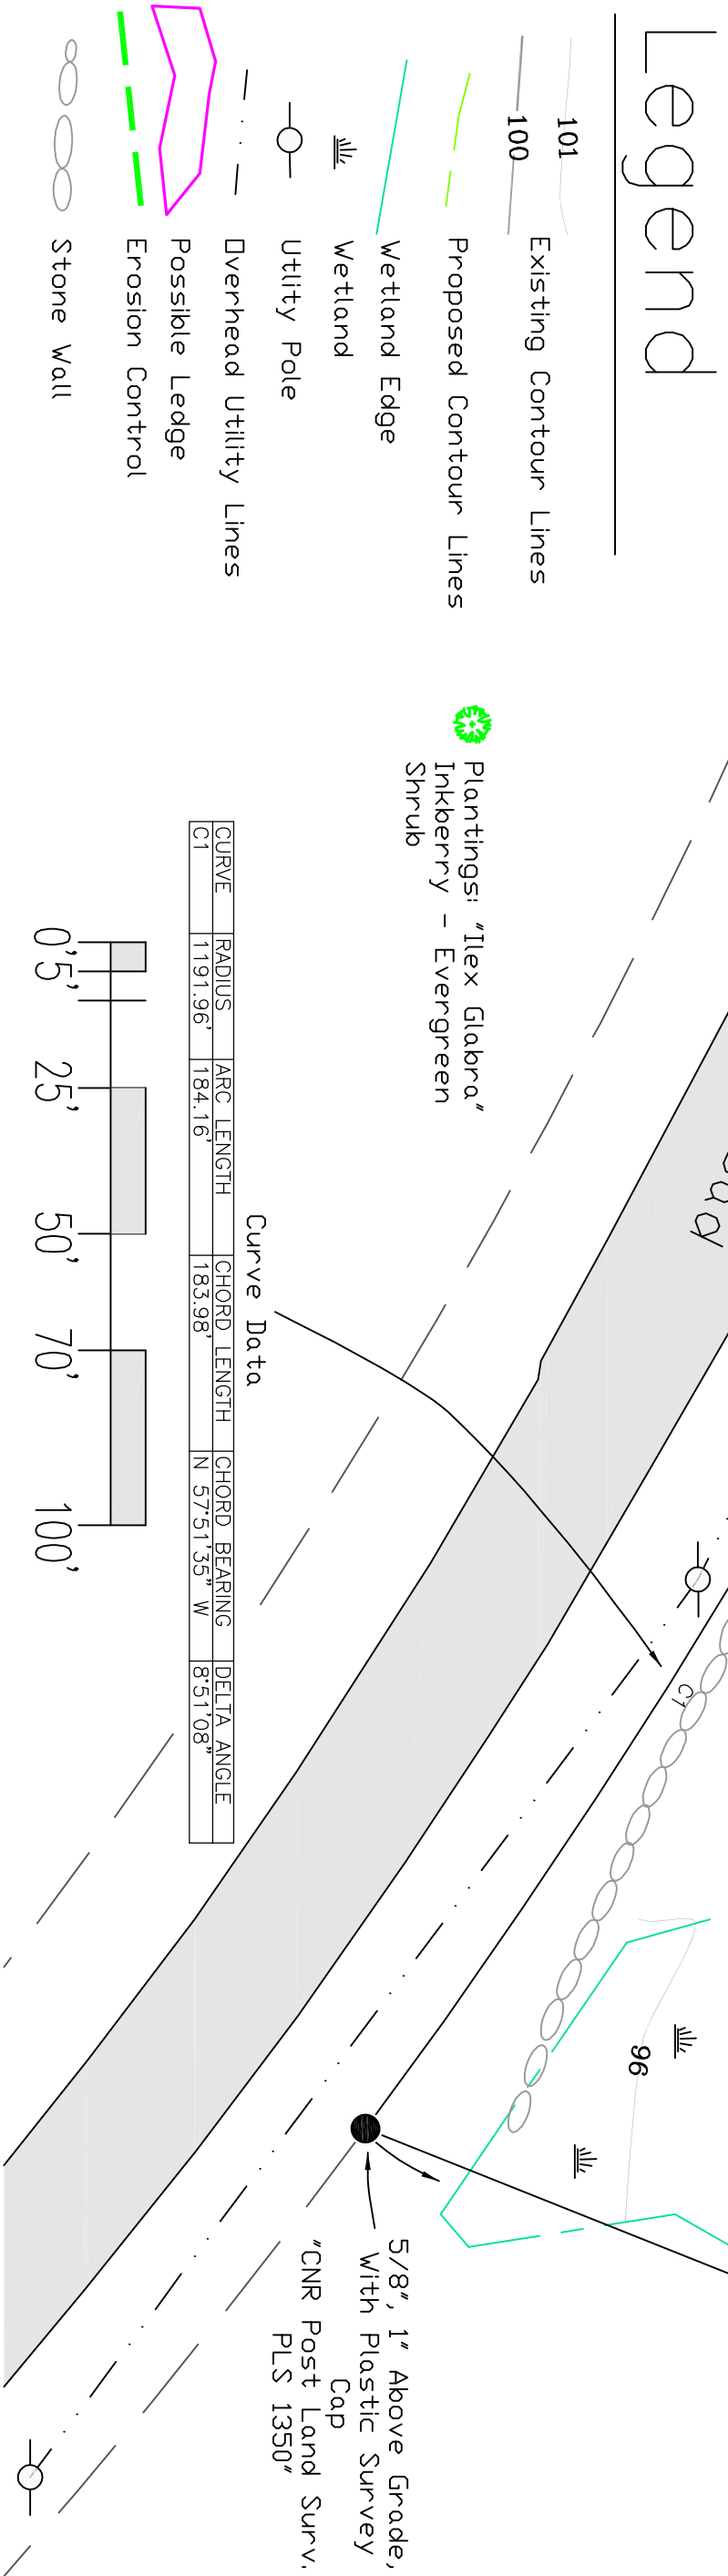 Legend
101
100
Existing Contour Lines
Proposed Contour Lines
Wetland Edge
Wetland
Utlity Pole
Overhead Utility Lines
Possible Ledge
Erosion Control
Stone Wall
Plantings: "Ilex Glabra"
Inkberry - Evergreen
Shrub
Curve Data
CURVE RADIUS ARC LENGTH CHORD LENGTH CHORD BEARING DELTA ANGLE
C1 1191.96' 184.16' 183.98' N 57°51'35" W 8°51'08"
0' 5' 25' 50' 70' 100'
C1
96
5/8", 1" Above Grade,
With Plastic Survey
Cap
"CNR Post Land Surv.
PLS 1350"